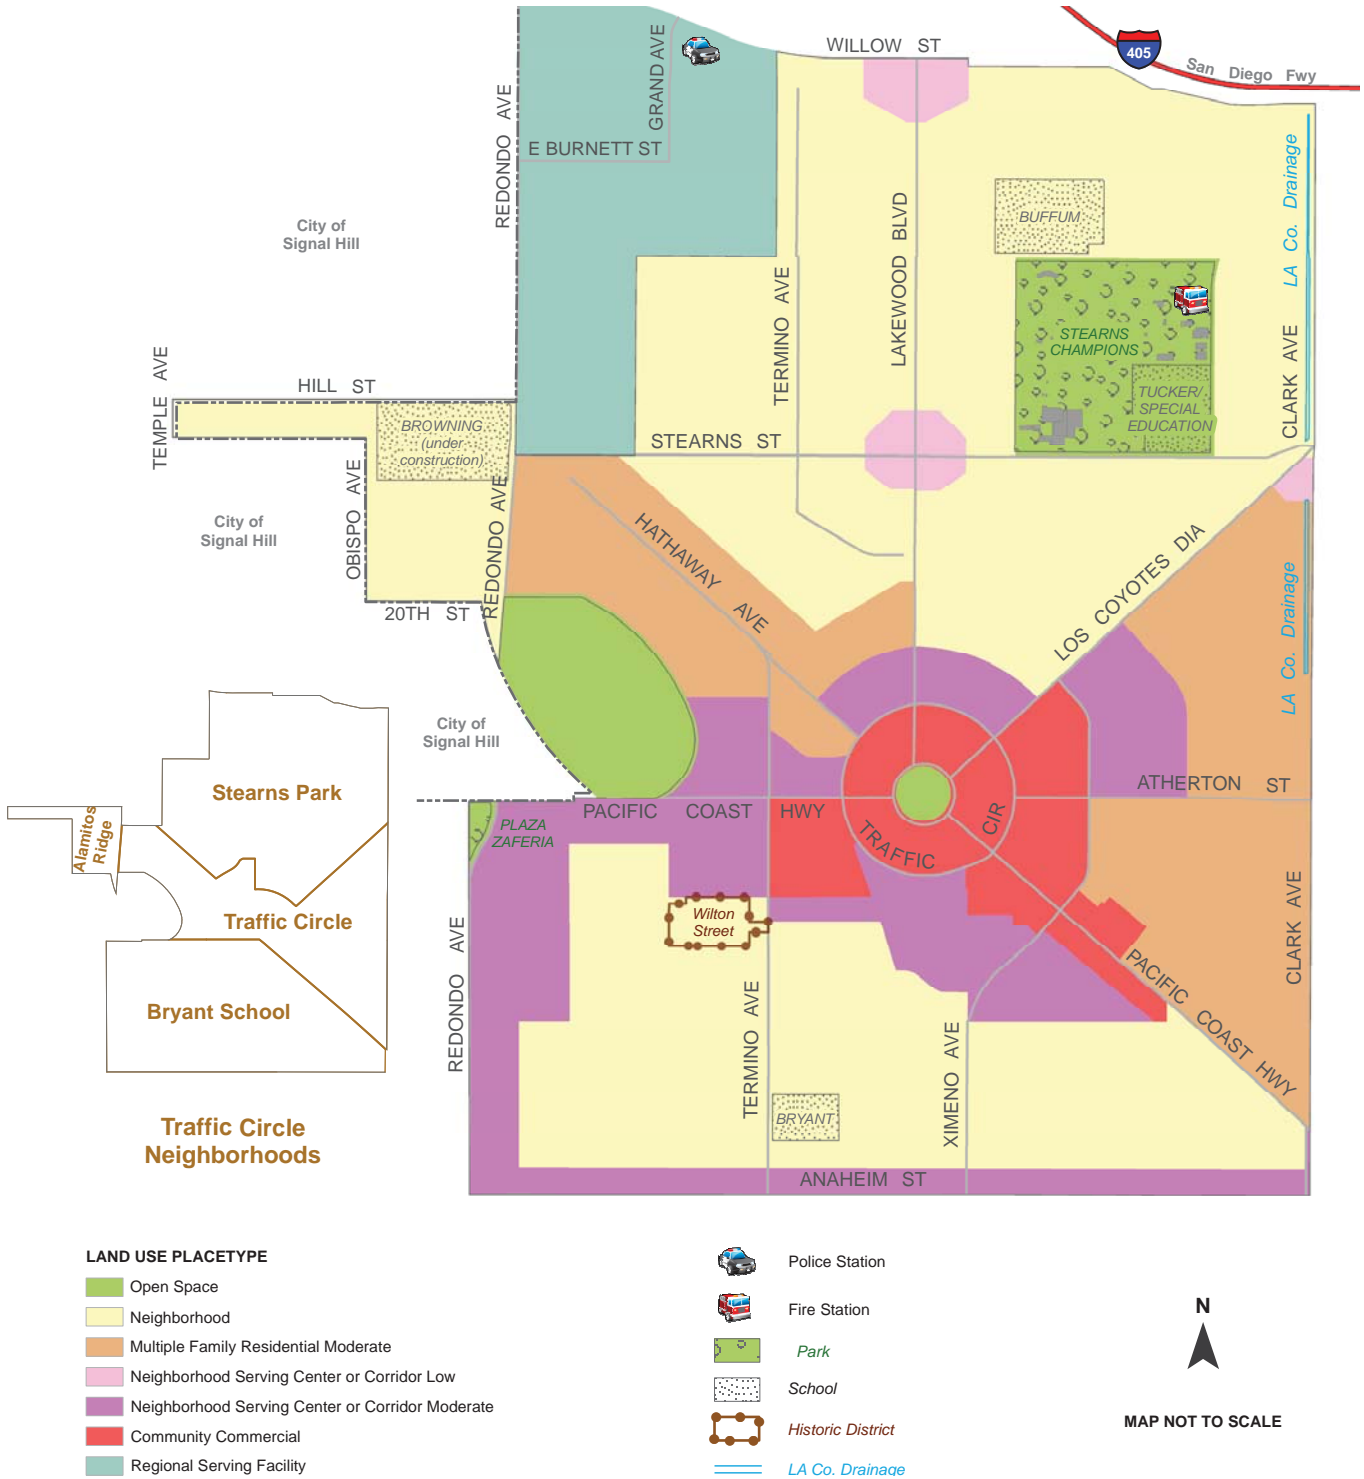 WILLOW ST
405
San Diego Fwy
GRAND AVE
REDONDO AVE
E BURNETT ST
LA Co. Drainage
BUFFUM
LAKEWOOD BLVD
City of
Signal Hill
TERMINO AVE
STEARNS
CHAMPIONS
CLARK AVE
TEMPLE AVE
HILL ST
TUCKER/
SPECIAL
EDUCATION
BROWNING
(under
construction)
STEARNS ST
OBISPO AVE
REDONDO AVE
City of
Signal Hill
HATHAWAY AVE
LOS COYOTES DIA
20TH ST
LA Co. Drainage
City of
Signal Hill
ATHERTON ST
PACIFIC COAST HWY
PLAZA
ZAFERIA
TRAFFIC CIR
Stearns Park
Alamitos
Ridge
Traffic Circle
Bryant School
Traffic Circle
Neighborhoods
Wilton
Street
REDONDO AVE
CLARK AVE
PACIFIC COAST HWY
TERMINO AVE
XIMENO AVE
BRYANT
ANAHEIM ST
LAND USE PLACETYPE
Open Space
Neighborhood
Multiple Family Residential Moderate
Neighborhood Serving Center or Corridor Low
Neighborhood Serving Center or Corridor Moderate
Community Commercial
Regional Serving Facility
Police Station
Fire Station
Park
School
Historic District
LA Co. Drainage
N
MAP NOT TO SCALE